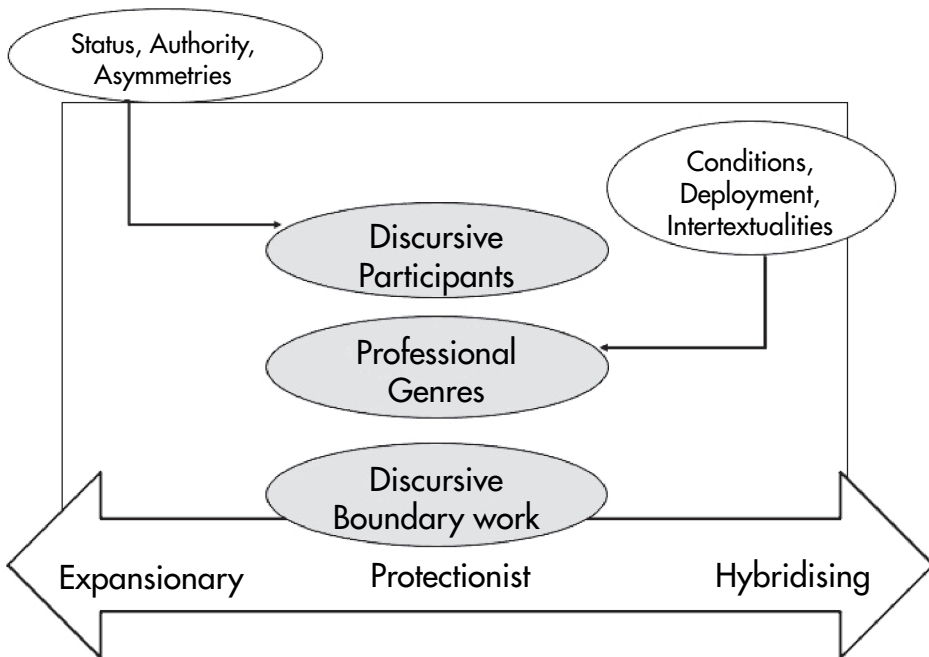 Status, Authority,
Asymmetries
Conditions,
Deployment,
Intertextualities
Discursive
Participants
Professional
Genres
Discursive
Boundary work
Expansionary Protectionist Hybridising